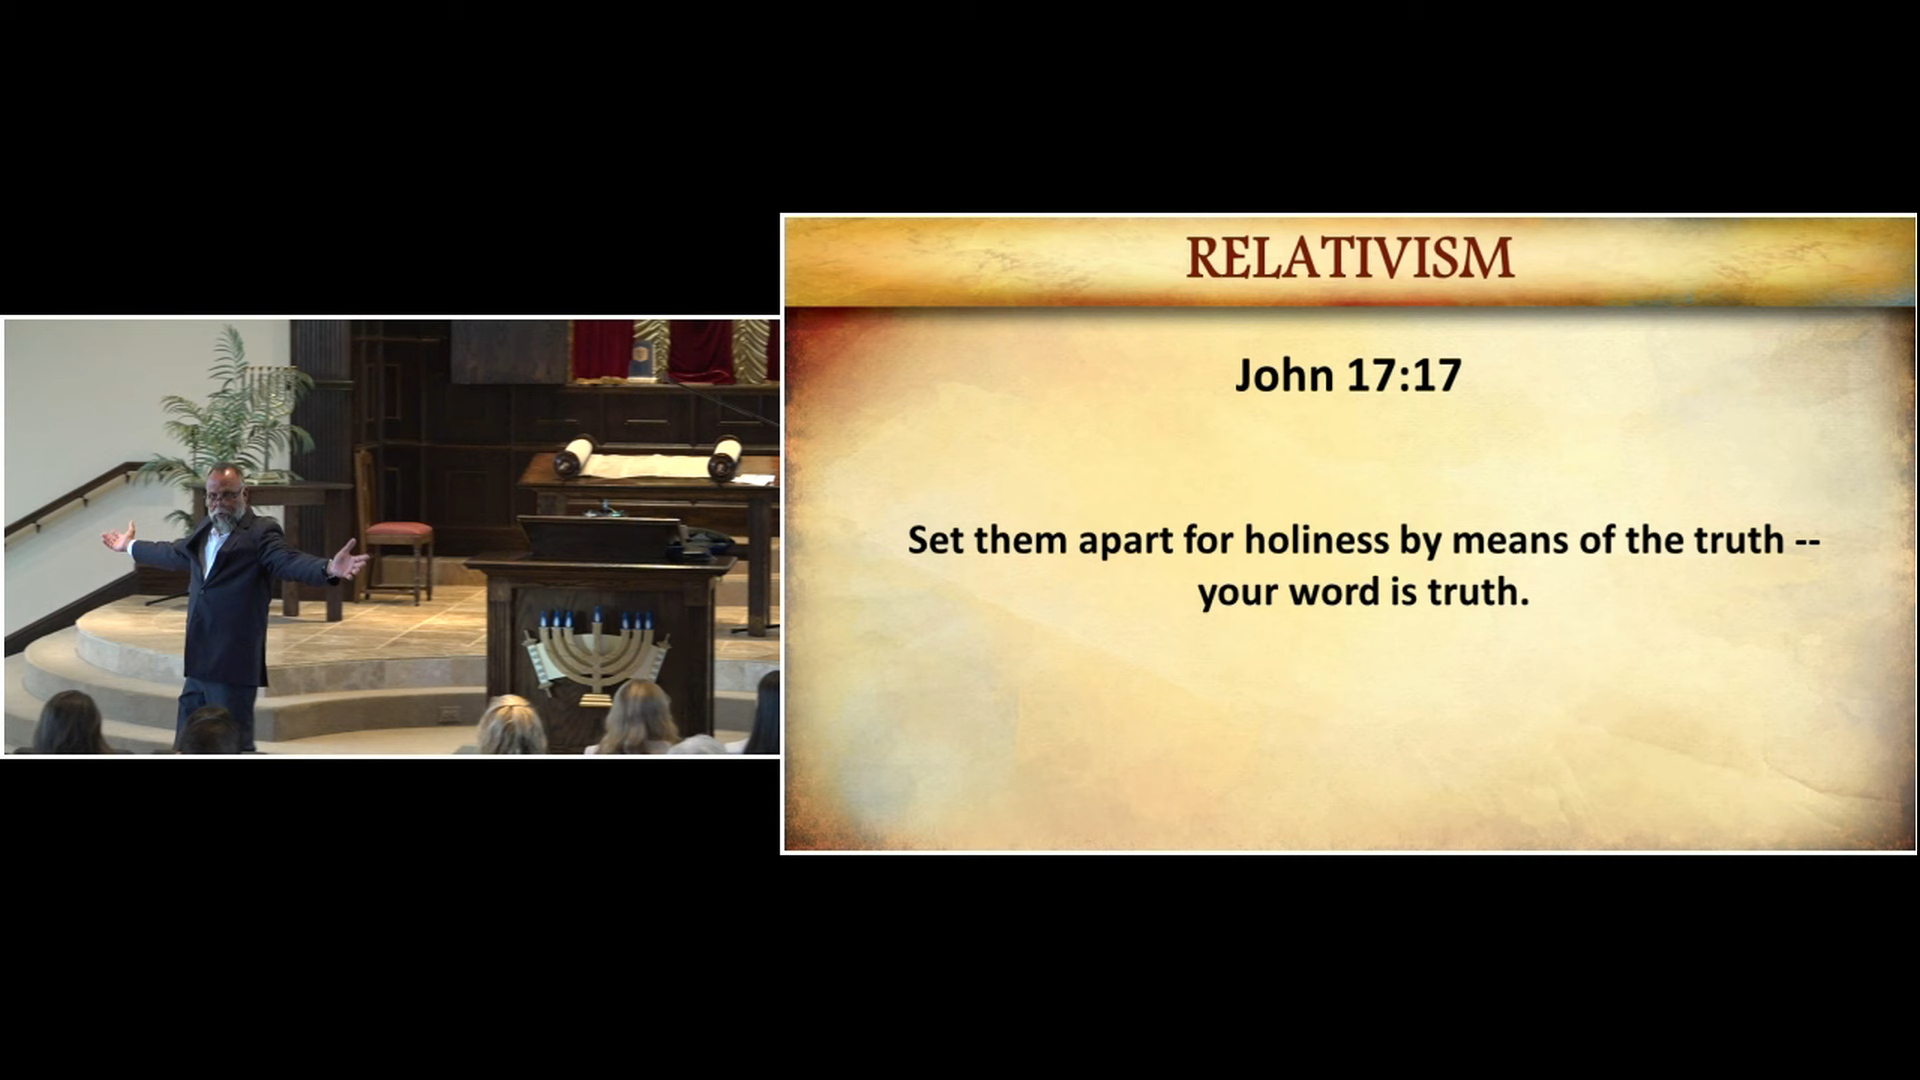 RELATIVISM
John 17:17
Set them apart for holiness by means of the truth --
your word is truth.